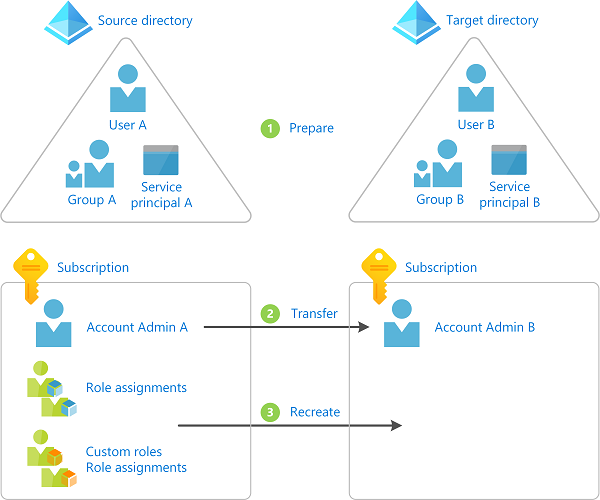 Source directory
Target directory
User A
User B
1 Prepare
Group A
Service
principal A
Group B
Service
principal B
Subscription
Subscription
Account Admin A
2 Transfer
Account Admin B
Role assignments
3 Recreate
Custom roles
Role assignments